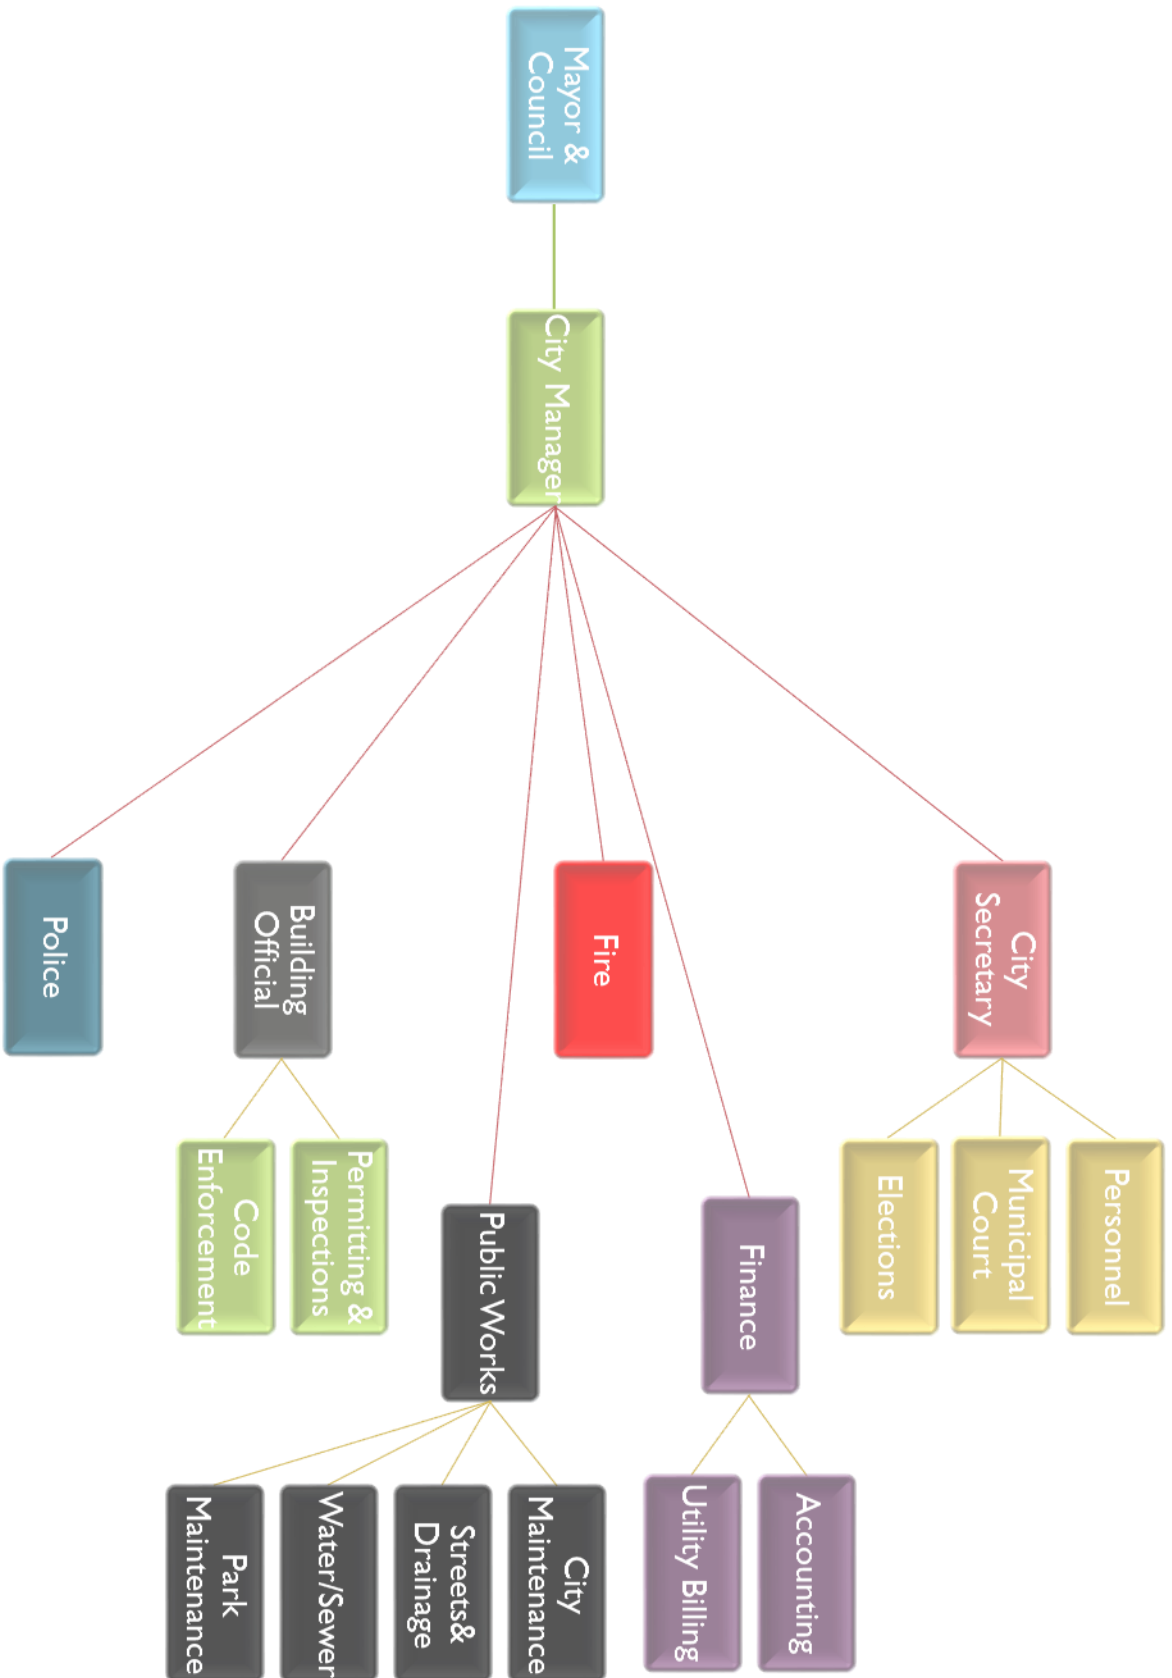 Mayor &
Council
City Manager
City
Secretary
Personnel
Municipal
Court
Elections
Finance
Accounting
Utility Billing
Fire
Public Works
City
Maintenance
Streets&
Drainage
Water/Sewer
Park
Maintenance
Building
Official
Permitting &
Inspections
Code
Enforcement
Police